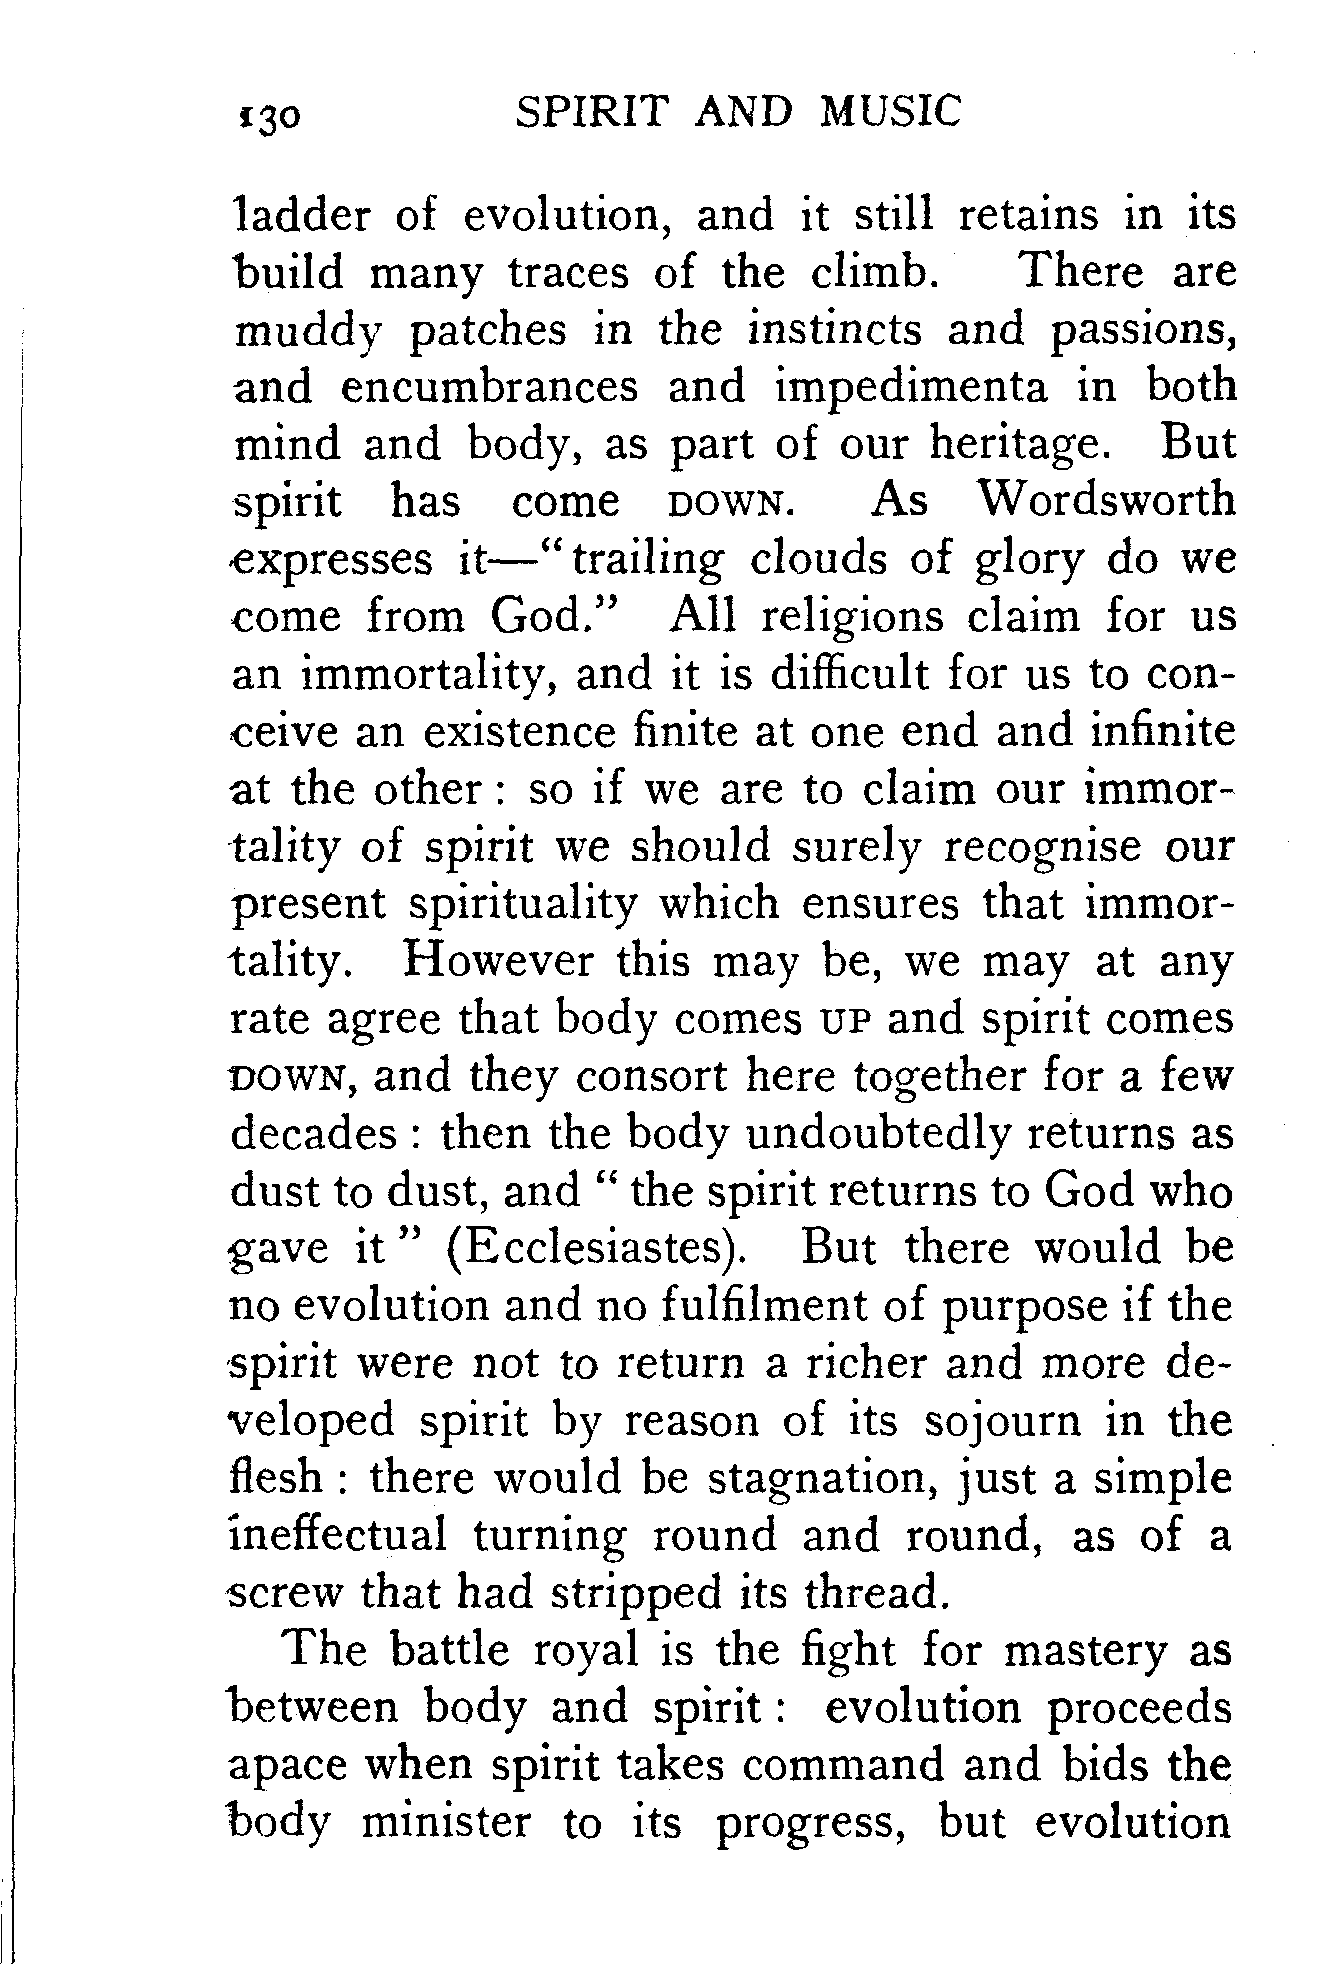 130 SPIRIT AND MUSIC
ladder of evolution, and it still retains in its
build many traces of the climb. There are
muddy patches in the instincts and passions,
and encumbrances and impedimenta in both
mind and body, as part of our heritage. But
spirit has come DOWN. As Wordsworth
expresses it—“trailing clouds of glory do we
come from God.” All religions claim for us
an immortality, and it is difficult for us to con-
ceive an existence finite at one end and infinite
at the other : so if we are to claim our immor-
tality of spirit we should surely recognise our
present spirituality which ensures that immor-
tality. However this may be, we may at any
rate agree that body comes UP and spirit comes
DOWN, and they consort here together for a few
decades : then the body undoubtedly returns as
dust to dust, and “ the spirit returns to God who
gave it ” (Ecclesiastes). But there would be
no evolution and no fulfilment of purpose if the
spirit were not to return a richer and more de-
veloped spirit by reason of its sojourn in the
flesh : there would be stagnation, just a simple
ineffectual turning round and round, as of a
screw that had stripped its thread.
The battle royal is the fight for mastery as
between body and spirit : evolution proceeds
apace when spirit takes command and bids the
body minister to its progress, but evolution